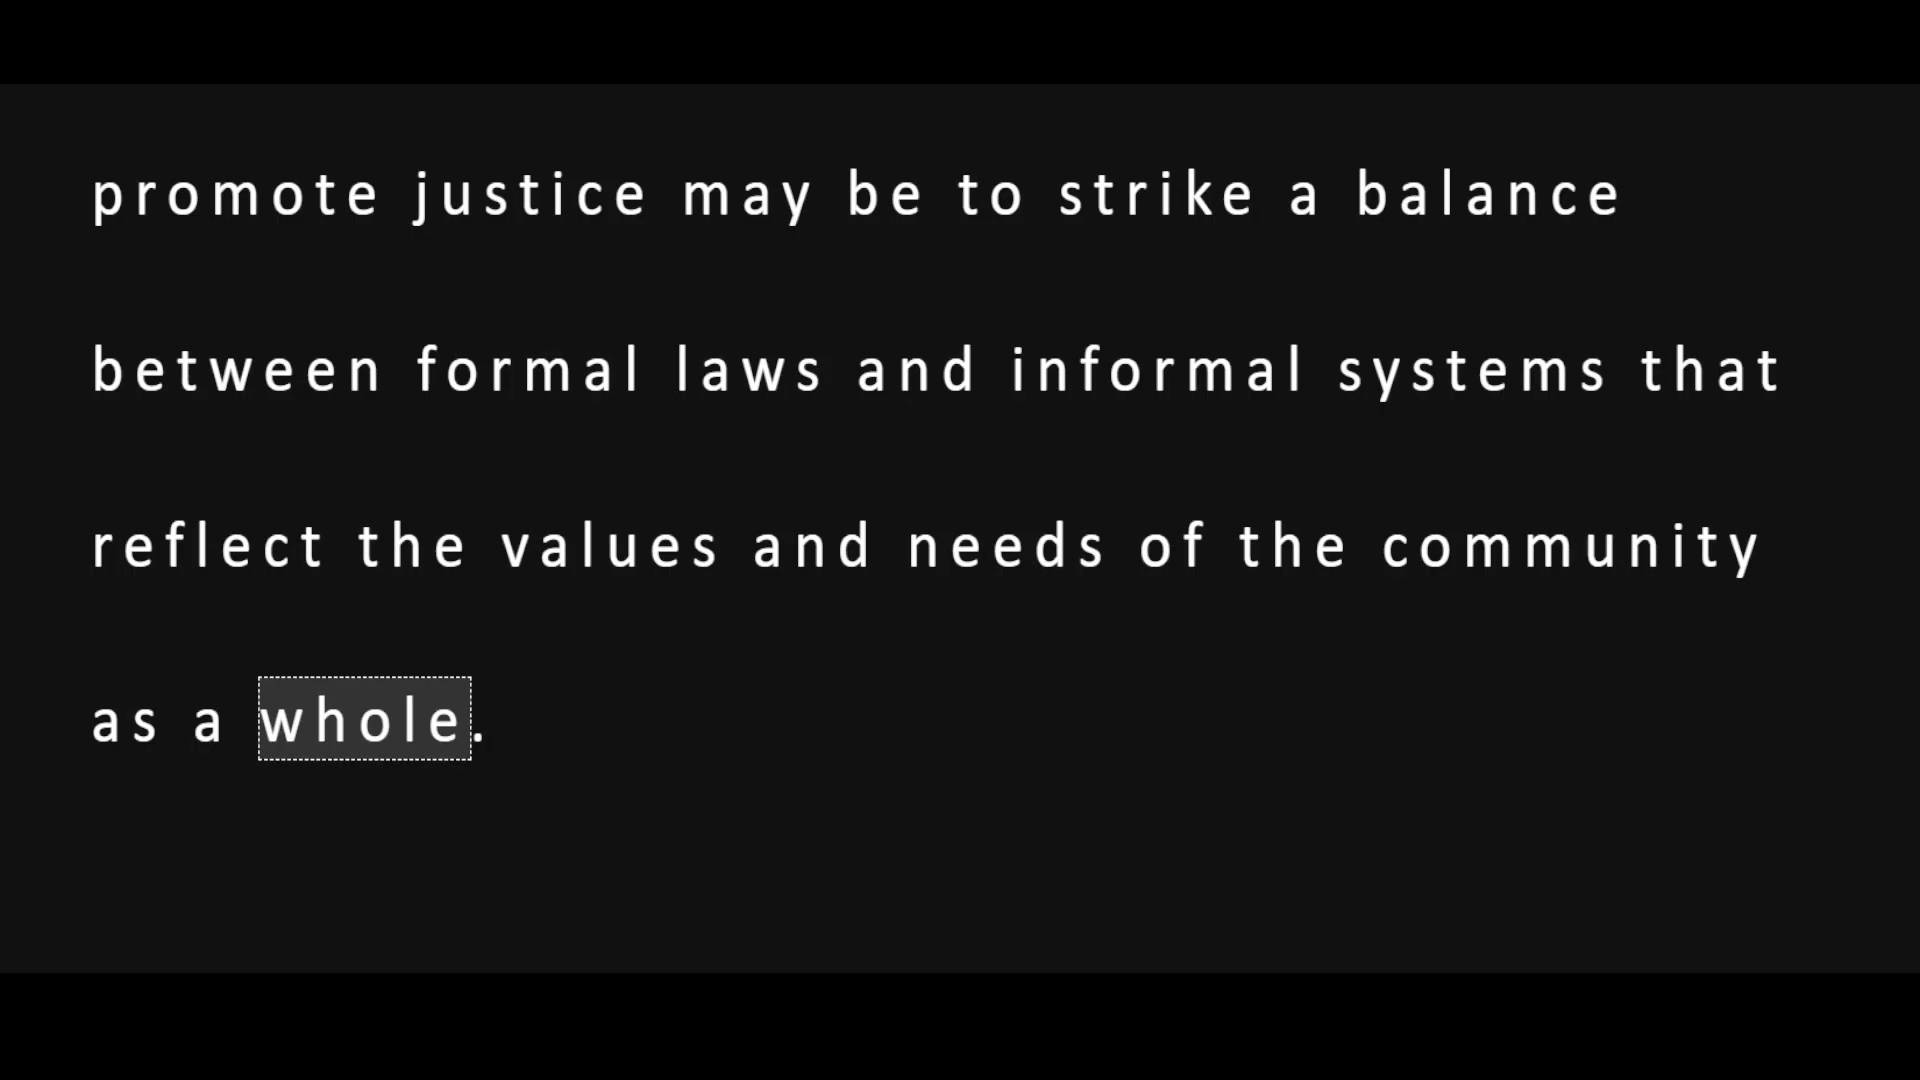 promote justice may be to strike a balance
between formal laws and informal systems that
reflect the values and needs of the community
as a whole.